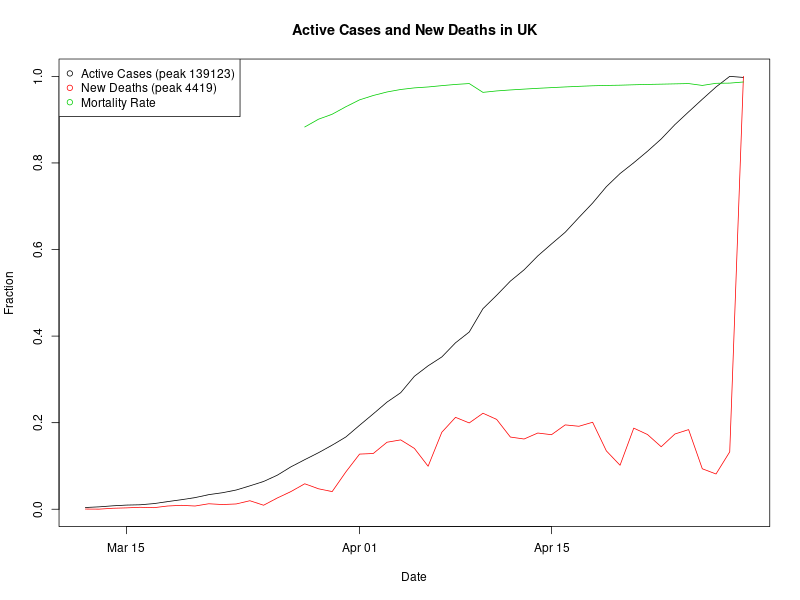 Active Cases and New Deaths in UK
Active Cases (peak 139123)
New Deaths (peak 4419)
Mortality Rate
1.0
0.8
0.6
0.4
0.2
0.0
Fraction
Mar 15
Apr 01
Apr 15
Date